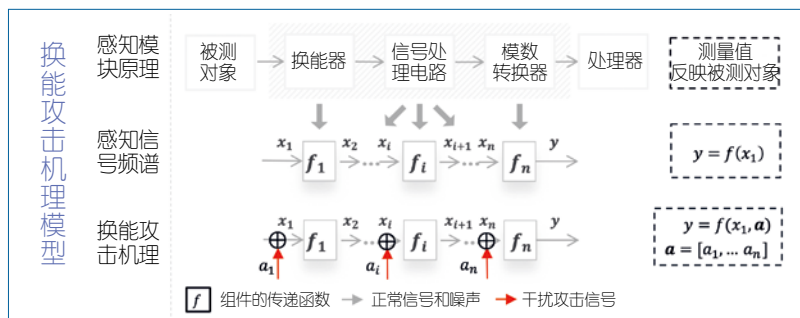 换能攻击机理模型
感知模
块原理
被测
对象
换能器
信号处
理电路
模数
转换器
处理器
测量值
反映被测对象
感知信
号频谱
x₁ f₁ x₂ ... xᵢ fᵢ xᵢ₊₁ ... xₙ fₙ y
y = f(x₁)
换能攻
击机理
x₁ f₁ x₂ ... xᵢ fᵢ xᵢ₊₁ ... xₙ fₙ y
a₁ aᵢ aₙ
y = f(x₁, a)
a = [a₁, … aₙ]
f 组件的传递函数 正常信号和噪声 干扰攻击信号